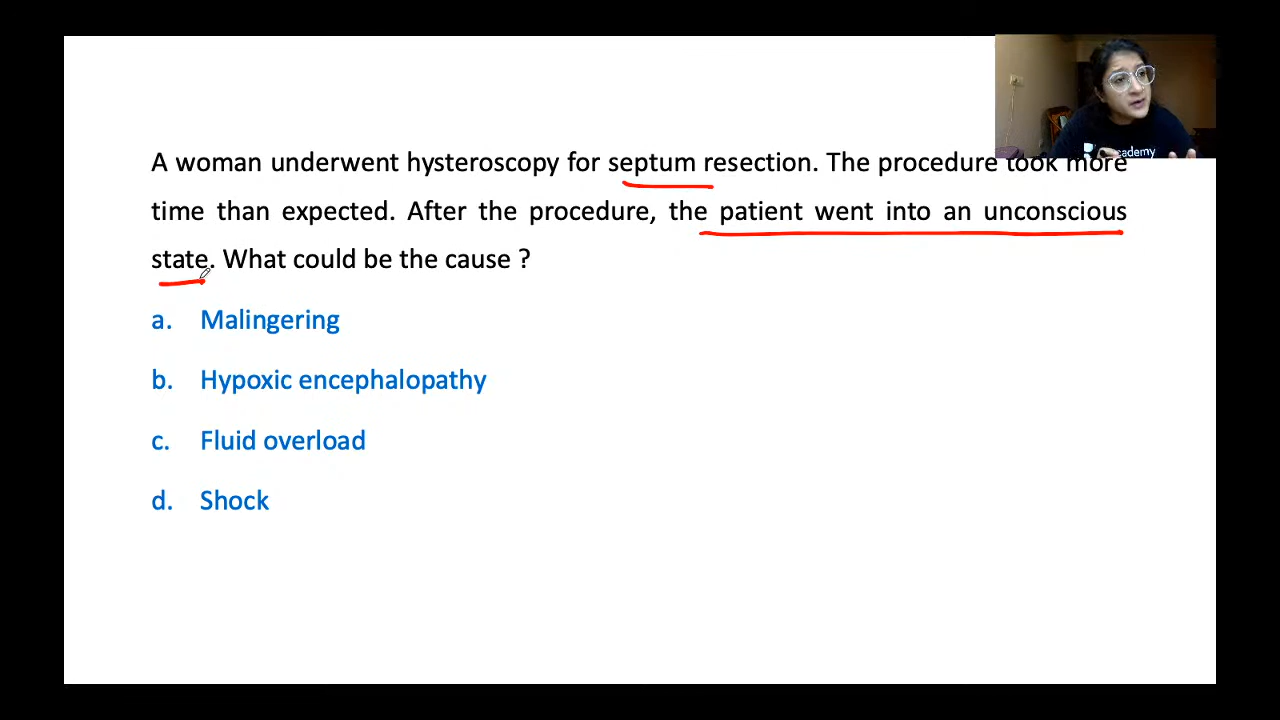 A woman underwent hysteroscopy for septum resection. The procedure took more
time than expected. After the procedure, the patient went into an unconscious
state. What could be the cause ?
a. Malingering
b. Hypoxic encephalopathy
c. Fluid overload
d. Shock